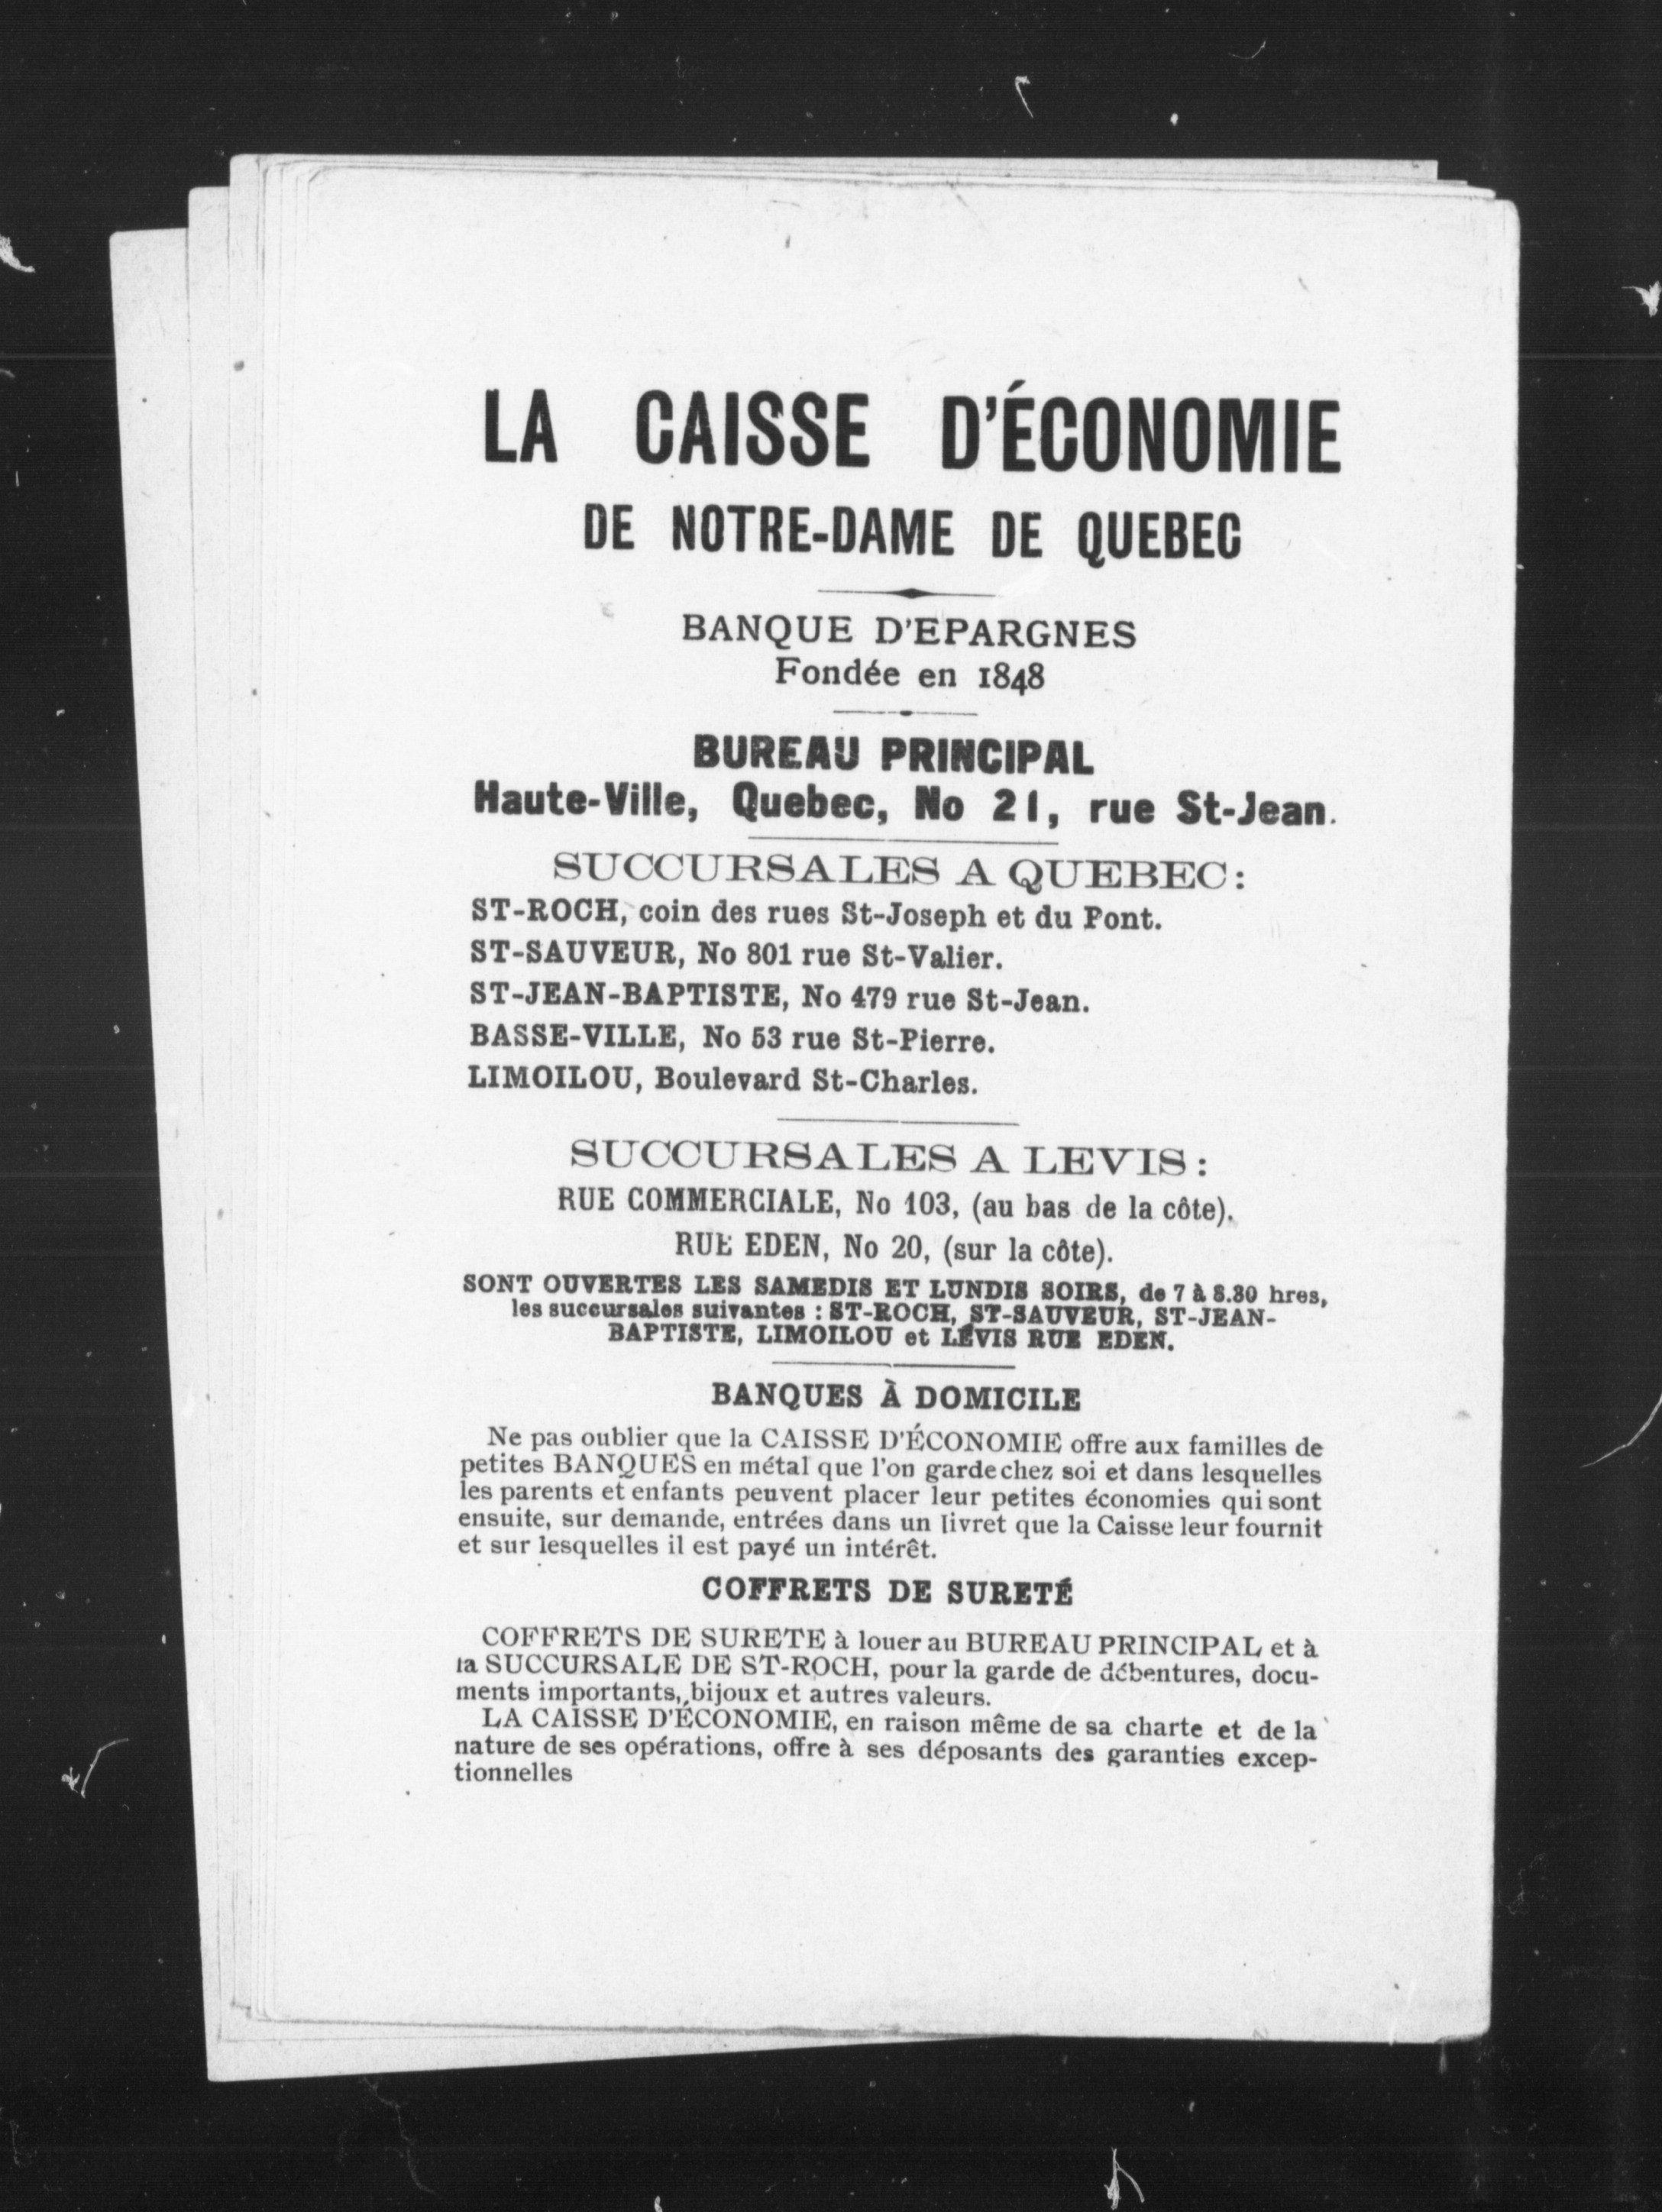 LA CAISSE D'ÉCONOMIE
DE NOTRE-DAME DE QUEBEC
BANQUE D'EPARGNES
Fondée en 1848
BUREAU PRINCIPAL
Haute-Ville, Quebec, No 21, rue St-Jean.
SUCCURSALES A QUEBEC:
ST-ROCH, coin des rues St-Joseph et du Pont.
ST-SAUVEUR, No 801 rue St-Valier.
ST-JEAN-BAPTISTE, No 479 rue St-Jean.
BASSE-VILLE, No 53 rue St-Pierre.
LIMOILOU, Boulevard St-Charles.
SUCCURSALES A LEVIS:
RUE COMMERCIALE, No 103, (au bas de la côte).
RUE EDEN, No 20, (sur la côte).
SONT OUVERTES LES SAMEDIS ET LUNDIS SOIRS, de 7 à 8.30 hres,
les succursales suivantes : ST-ROCH, ST-SAUVEUR, ST-JEAN-
BAPTISTE, LIMOILOU et LÉVIS RUE EDEN.
BANQUES À DOMICILE
Ne pas oublier que la CAISSE D'ÉCONOMIE offre aux familles de
petites BANQUES en métal que l'on garde chez soi et dans lesquelles
les parents et enfants peuvent placer leur petites économies qui sont
ensuite, sur demande, entrées dans un livret que la Caisse leur fournit
et sur lesquelles il est payé un intérêt.
COFFRETS DE SURETÉ
COFFRETS DE SURETE à louer au BUREAU PRINCIPAL et à
la SUCCURSALE DE ST-ROCH, pour la garde de débentures, docu-
ments importants, bijoux et autres valeurs.
LA CAISSE D'ÉCONOMIE, en raison même de sa charte et de la
nature de ses opérations, offre à ses déposants des garanties excep-
tionnelles